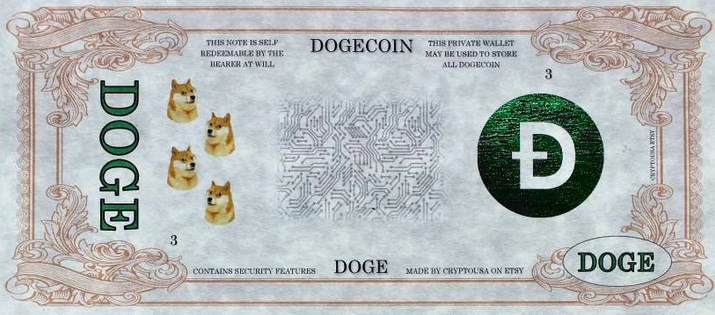 THIS NOTE IS SELF
REDEEMABLE BY THE
BEARER AT WILL
DOGECOIN
THIS PRIVATE WALLET
MAY BE USED TO STORE
ALL DOGECOIN
3
DOGE
Ð
CRYPTOUSA ETSY
3
CONTAINS SECURITY FEATURES
DOGE
MADE BY CRYPTOUSA ON ETSY
DOGE